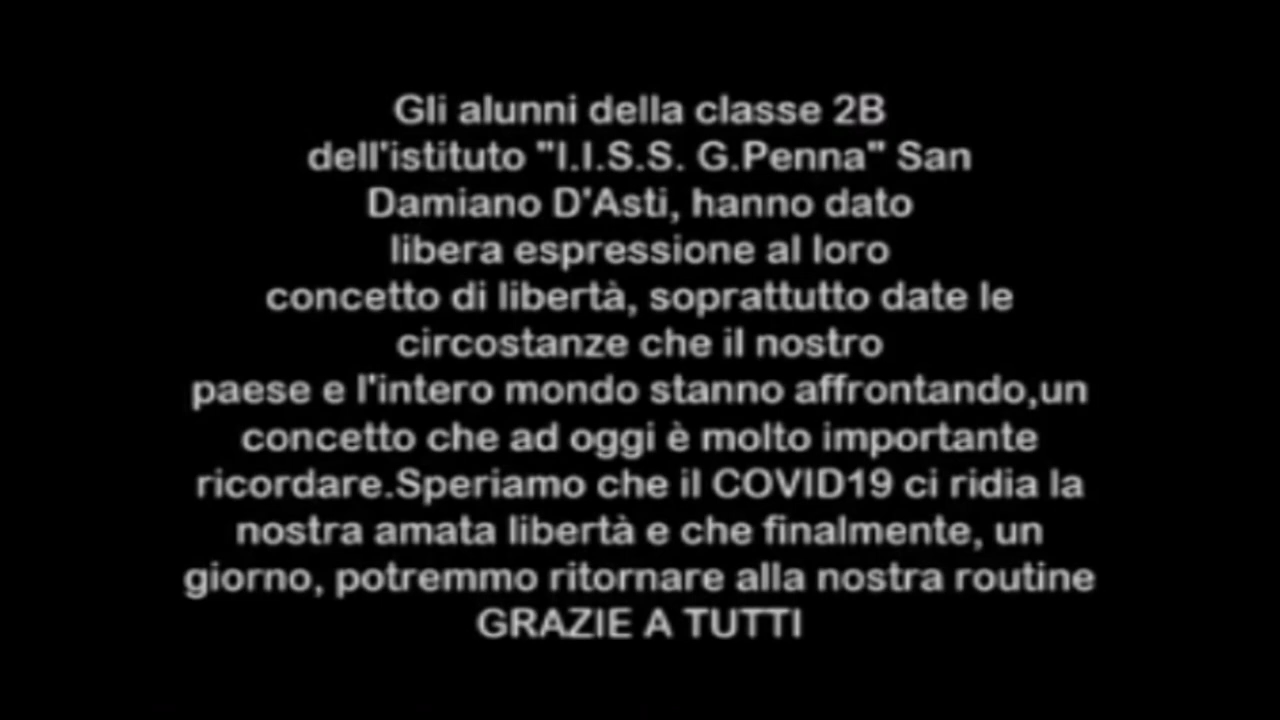 Gli alunni della classe 2B
dell'istituto "I.I.S.S. G.Penna" San
Damiano D'Asti, hanno dato
libera espressione al loro
concetto di libertà, soprattutto date le
circostanze che il nostro
paese e l'intero mondo stanno affrontando,un
concetto che ad oggi è molto importante
ricordare.Speriamo che il COVID19 ci ridia la
nostra amata libertà e che finalmente, un
giorno, potremmo ritornare alla nostra routine
GRAZIE A TUTTI